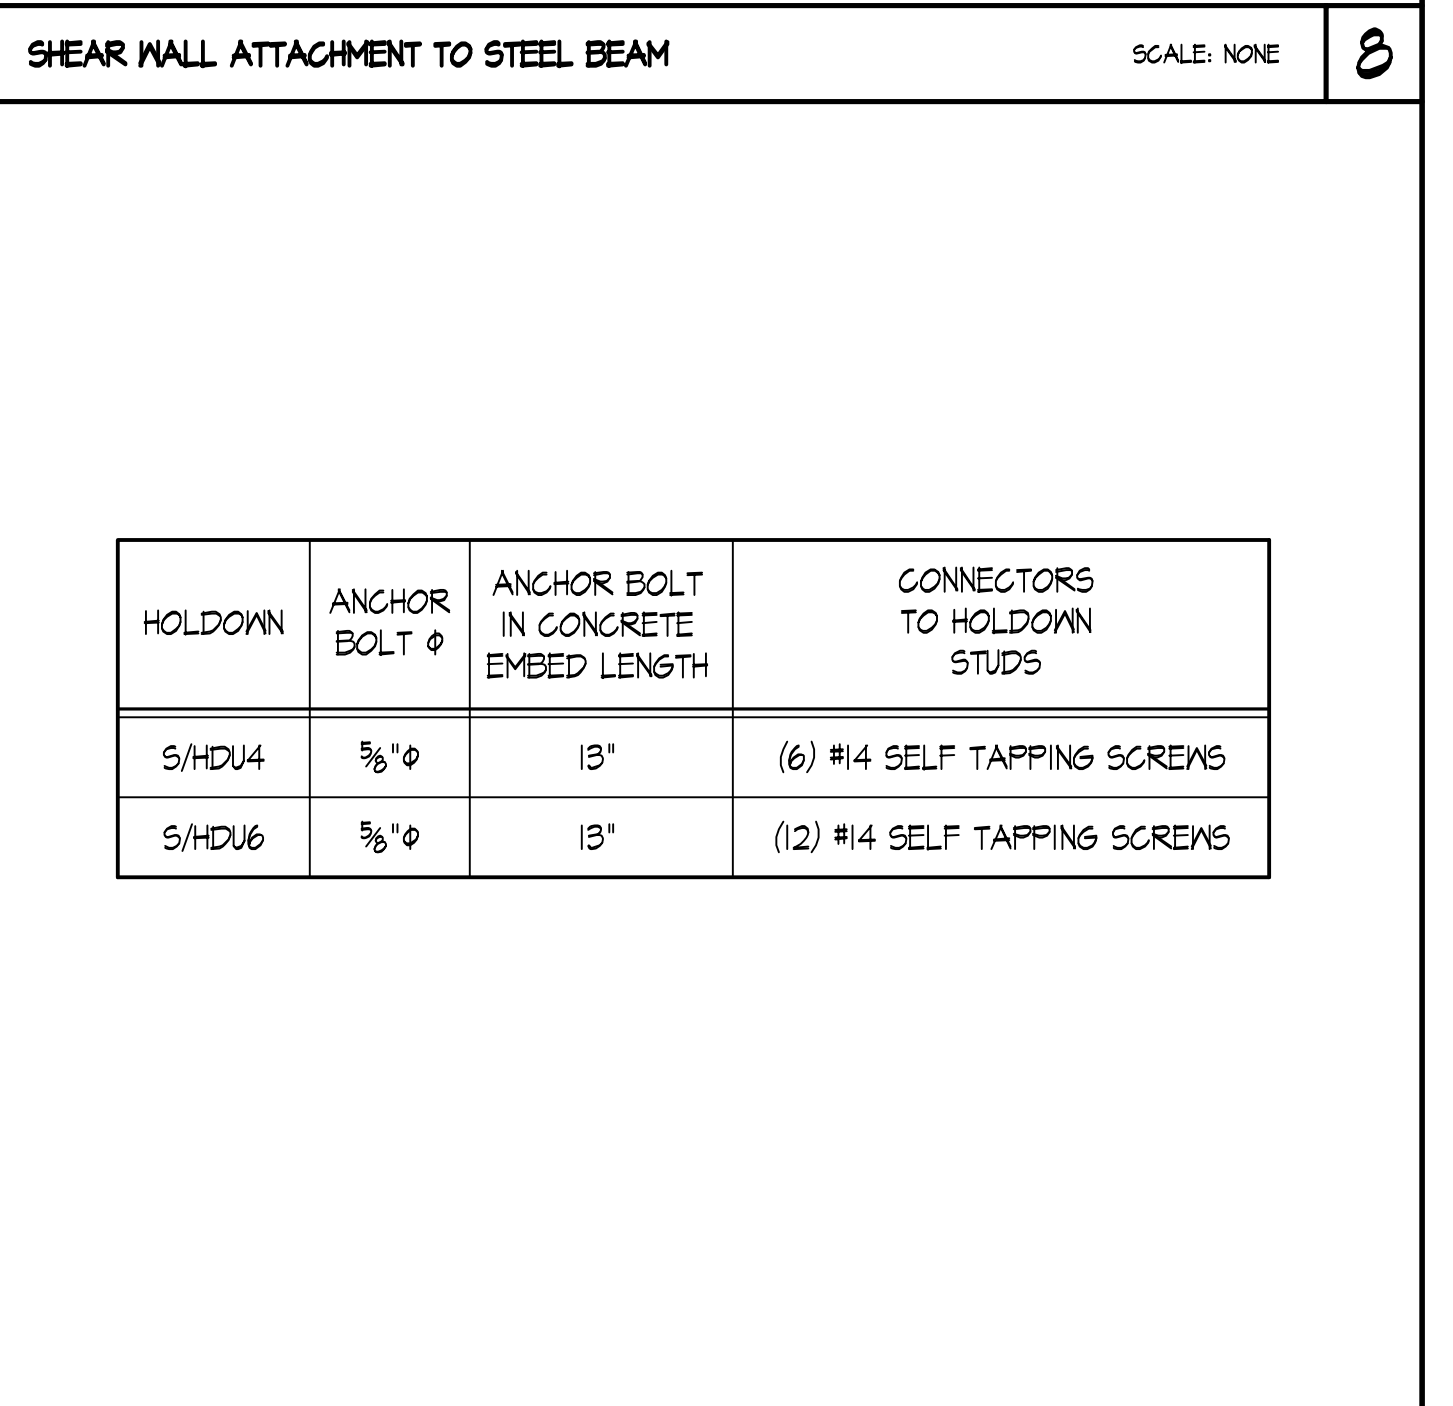 SHEAR WALL ATTACHMENT TO STEEL BEAM
SCALE: NONE
8
HOLDOWN
ANCHOR
BOLT Φ
ANCHOR BOLT
IN CONCRETE
EMBED LENGTH
CONNECTORS
TO HOLDOWN
STUDS
S/HDU4
⅝"Φ
13"
(6) #14 SELF TAPPING SCREWS
S/HDU6
⅝"Φ
13"
(12) #14 SELF TAPPING SCREWS